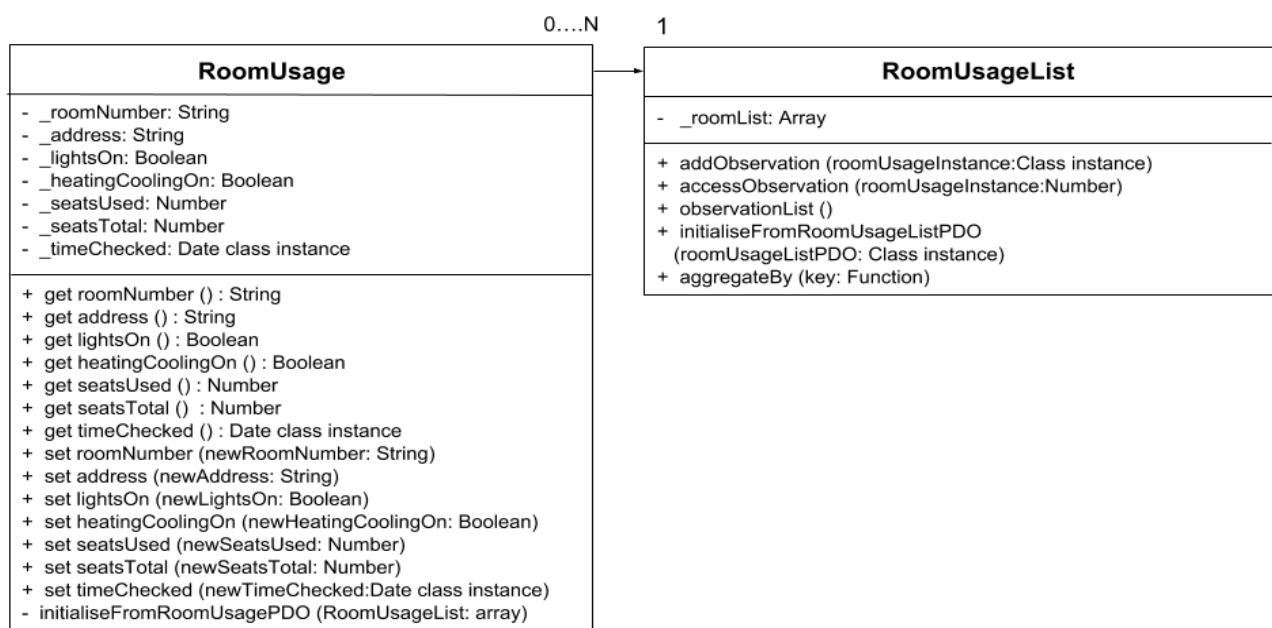 0....N 1
RoomUsage
- _roomNumber: String
- _address: String
- _lightsOn: Boolean
- _heatingCoolingOn: Boolean
- _seatsUsed: Number
- _seatsTotal: Number
- _timeChecked: Date class instance
+ get roomNumber () : String
+ get address () : String
+ get lightsOn () : Boolean
+ get heatingCoolingOn () : Boolean
+ get seatsUsed () : Number
+ get seatsTotal () : Number
+ get timeChecked () : Date class instance
+ set roomNumber (newRoomNumber: String)
+ set address (newAddress: String)
+ set lightsOn (newLightsOn: Boolean)
+ set heatingCoolingOn (newHeatingCoolingOn: Boolean)
+ set seatsUsed (newSeatsUsed: Number)
+ set seatsTotal (newSeatsTotal: Number)
+ set timeChecked (newTimeChecked:Date class instance)
- initialiseFromRoomUsagePDO (RoomUsageList: array)
RoomUsageList
- _roomList: Array
+ addObservation (roomUsageInstance:Class instance)
+ accessObservation (roomUsageInstance:Number)
+ observationList ()
+ initialiseFromRoomUsageListPDO
(roomUsageListPDO: Class instance)
+ aggregateBy (key: Function)